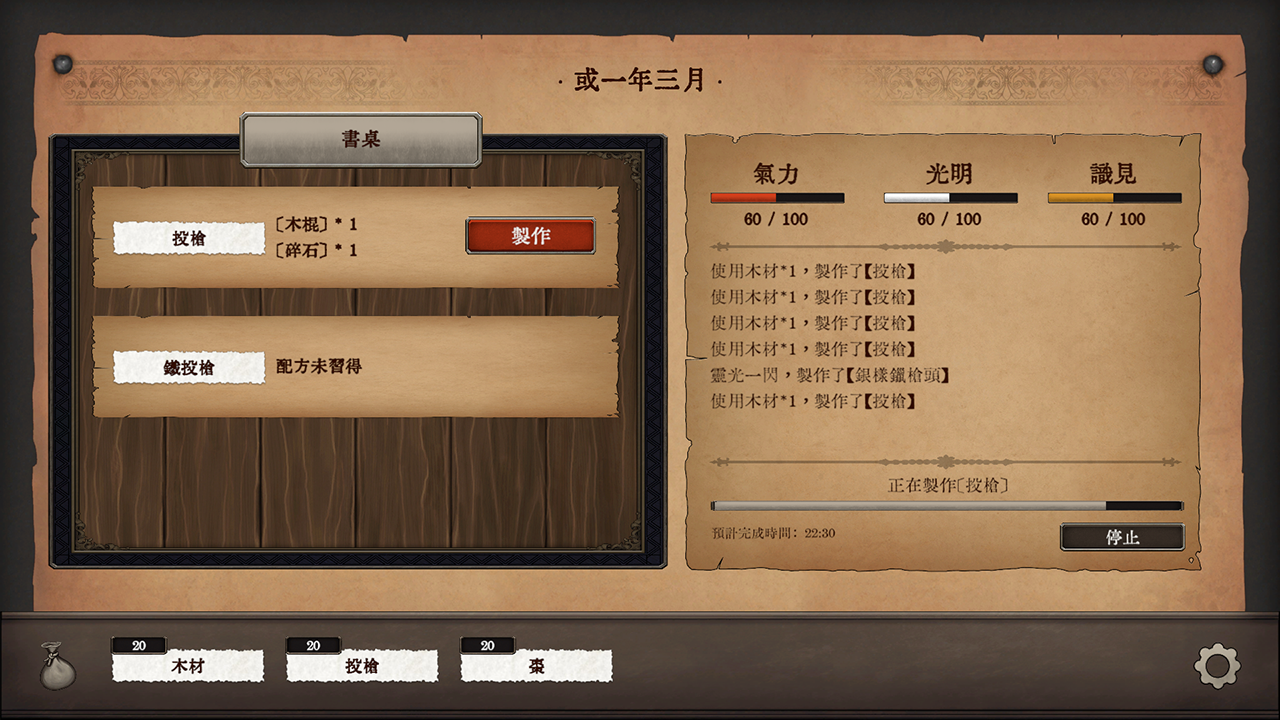 · 或一年三月 ·
書桌
投槍
〔木棍〕* 1
〔碎石〕* 1
製作
鐵投槍
配方未習得
氣力
光明
識見
60 / 100
60 / 100
60 / 100
使用木材*1，製作了【投槍】
使用木材*1，製作了【投槍】
使用木材*1，製作了【投槍】
使用木材*1，製作了【投槍】
靈光一閃，製作了【銀樣鑞槍頭】
使用木材*1，製作了【投槍】
正在製作〔投槍〕
預計完成時間：22:30
停止
20
木材
20
投槍
20
棗